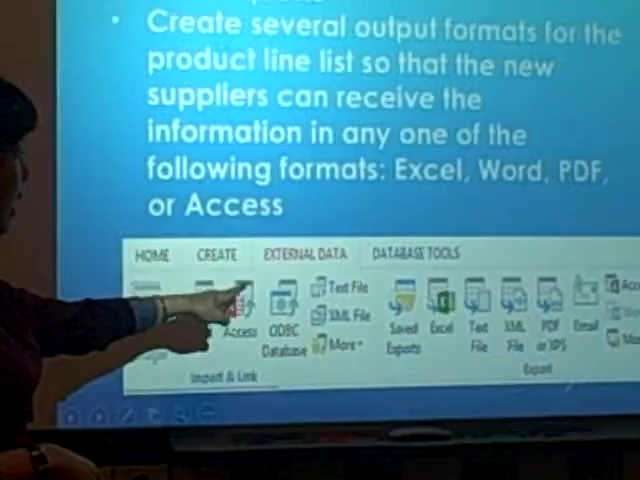 • Create several output formats for the
product line list so that the new
suppliers can receive the
information in any one of the
following formats: Excel, Word, PDF,
or Access
HOME CREATE EXTERNAL DATA DATABASE TOOLS
Access
ODBC
Database
Text File
XML File
More
Import & Link
Saved
Exports
Excel
Text
File
XML
File
PDF
or XPS
Email
Export